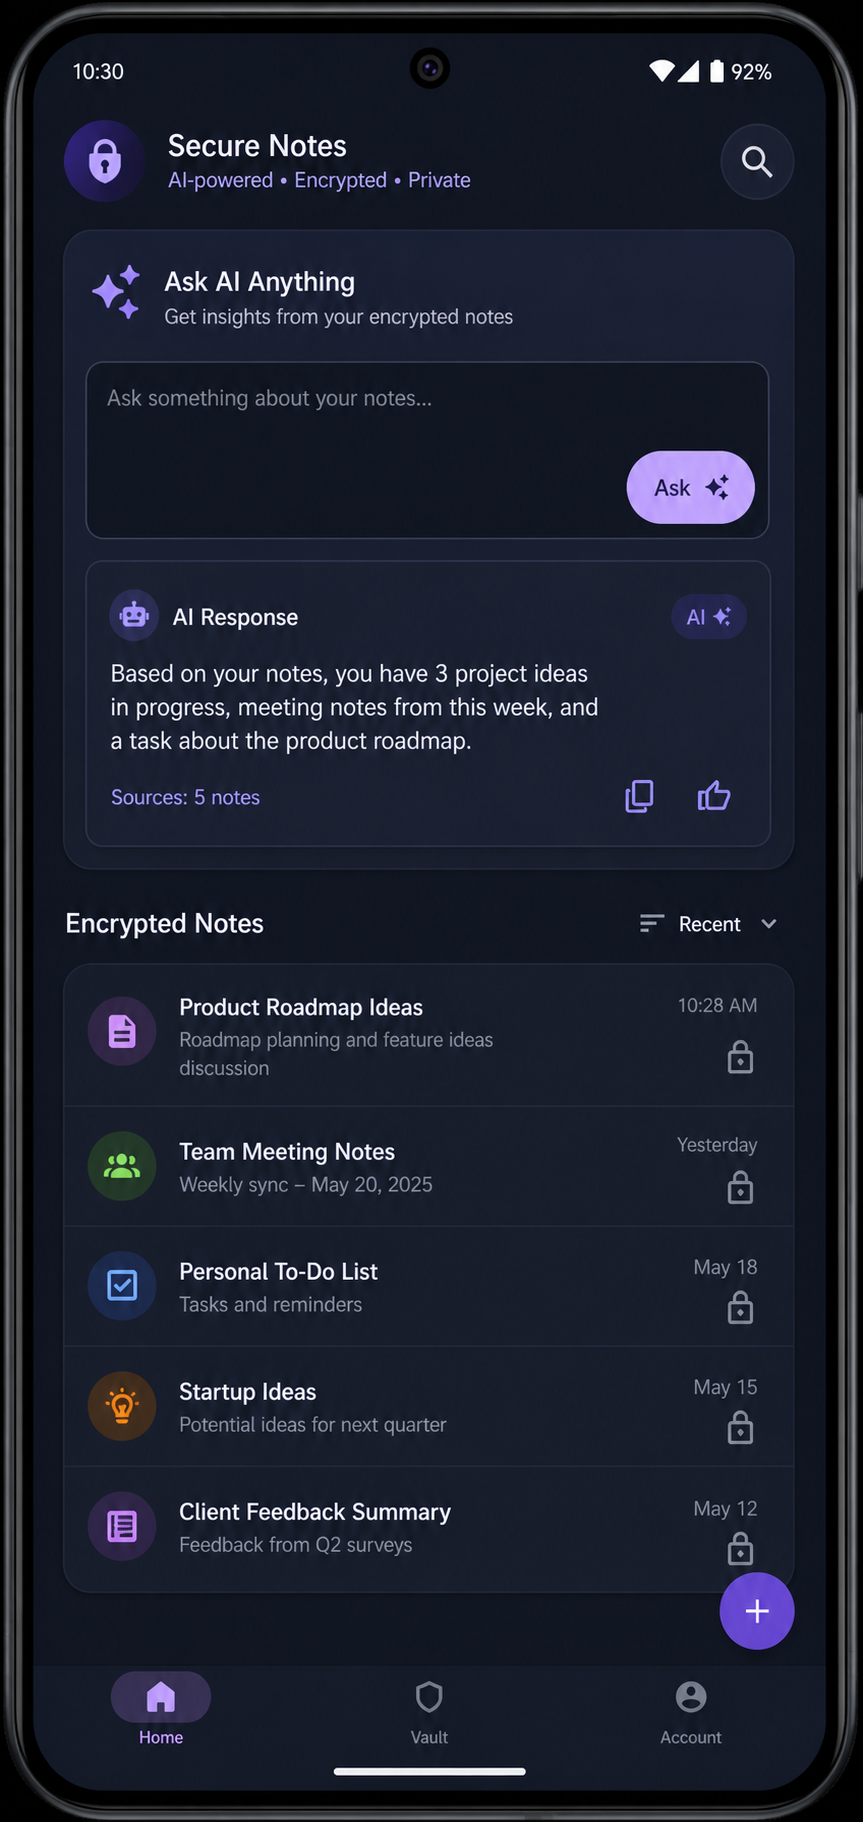 10:30
92%
Secure Notes
AI-powered • Encrypted • Private
Ask AI Anything
Get insights from your encrypted notes
Ask something about your notes...
Ask
AI Response
AI
Based on your notes, you have 3 project ideas
in progress, meeting notes from this week, and
a task about the product roadmap.
Sources: 5 notes
Encrypted Notes
Recent
Product Roadmap Ideas
10:28 AM
Roadmap planning and feature ideas
discussion
Team Meeting Notes
Yesterday
Weekly sync – May 20, 2025
Personal To-Do List
May 18
Tasks and reminders
Startup Ideas
May 15
Potential ideas for next quarter
Client Feedback Summary
May 12
Feedback from Q2 surveys
Home
Vault
Account